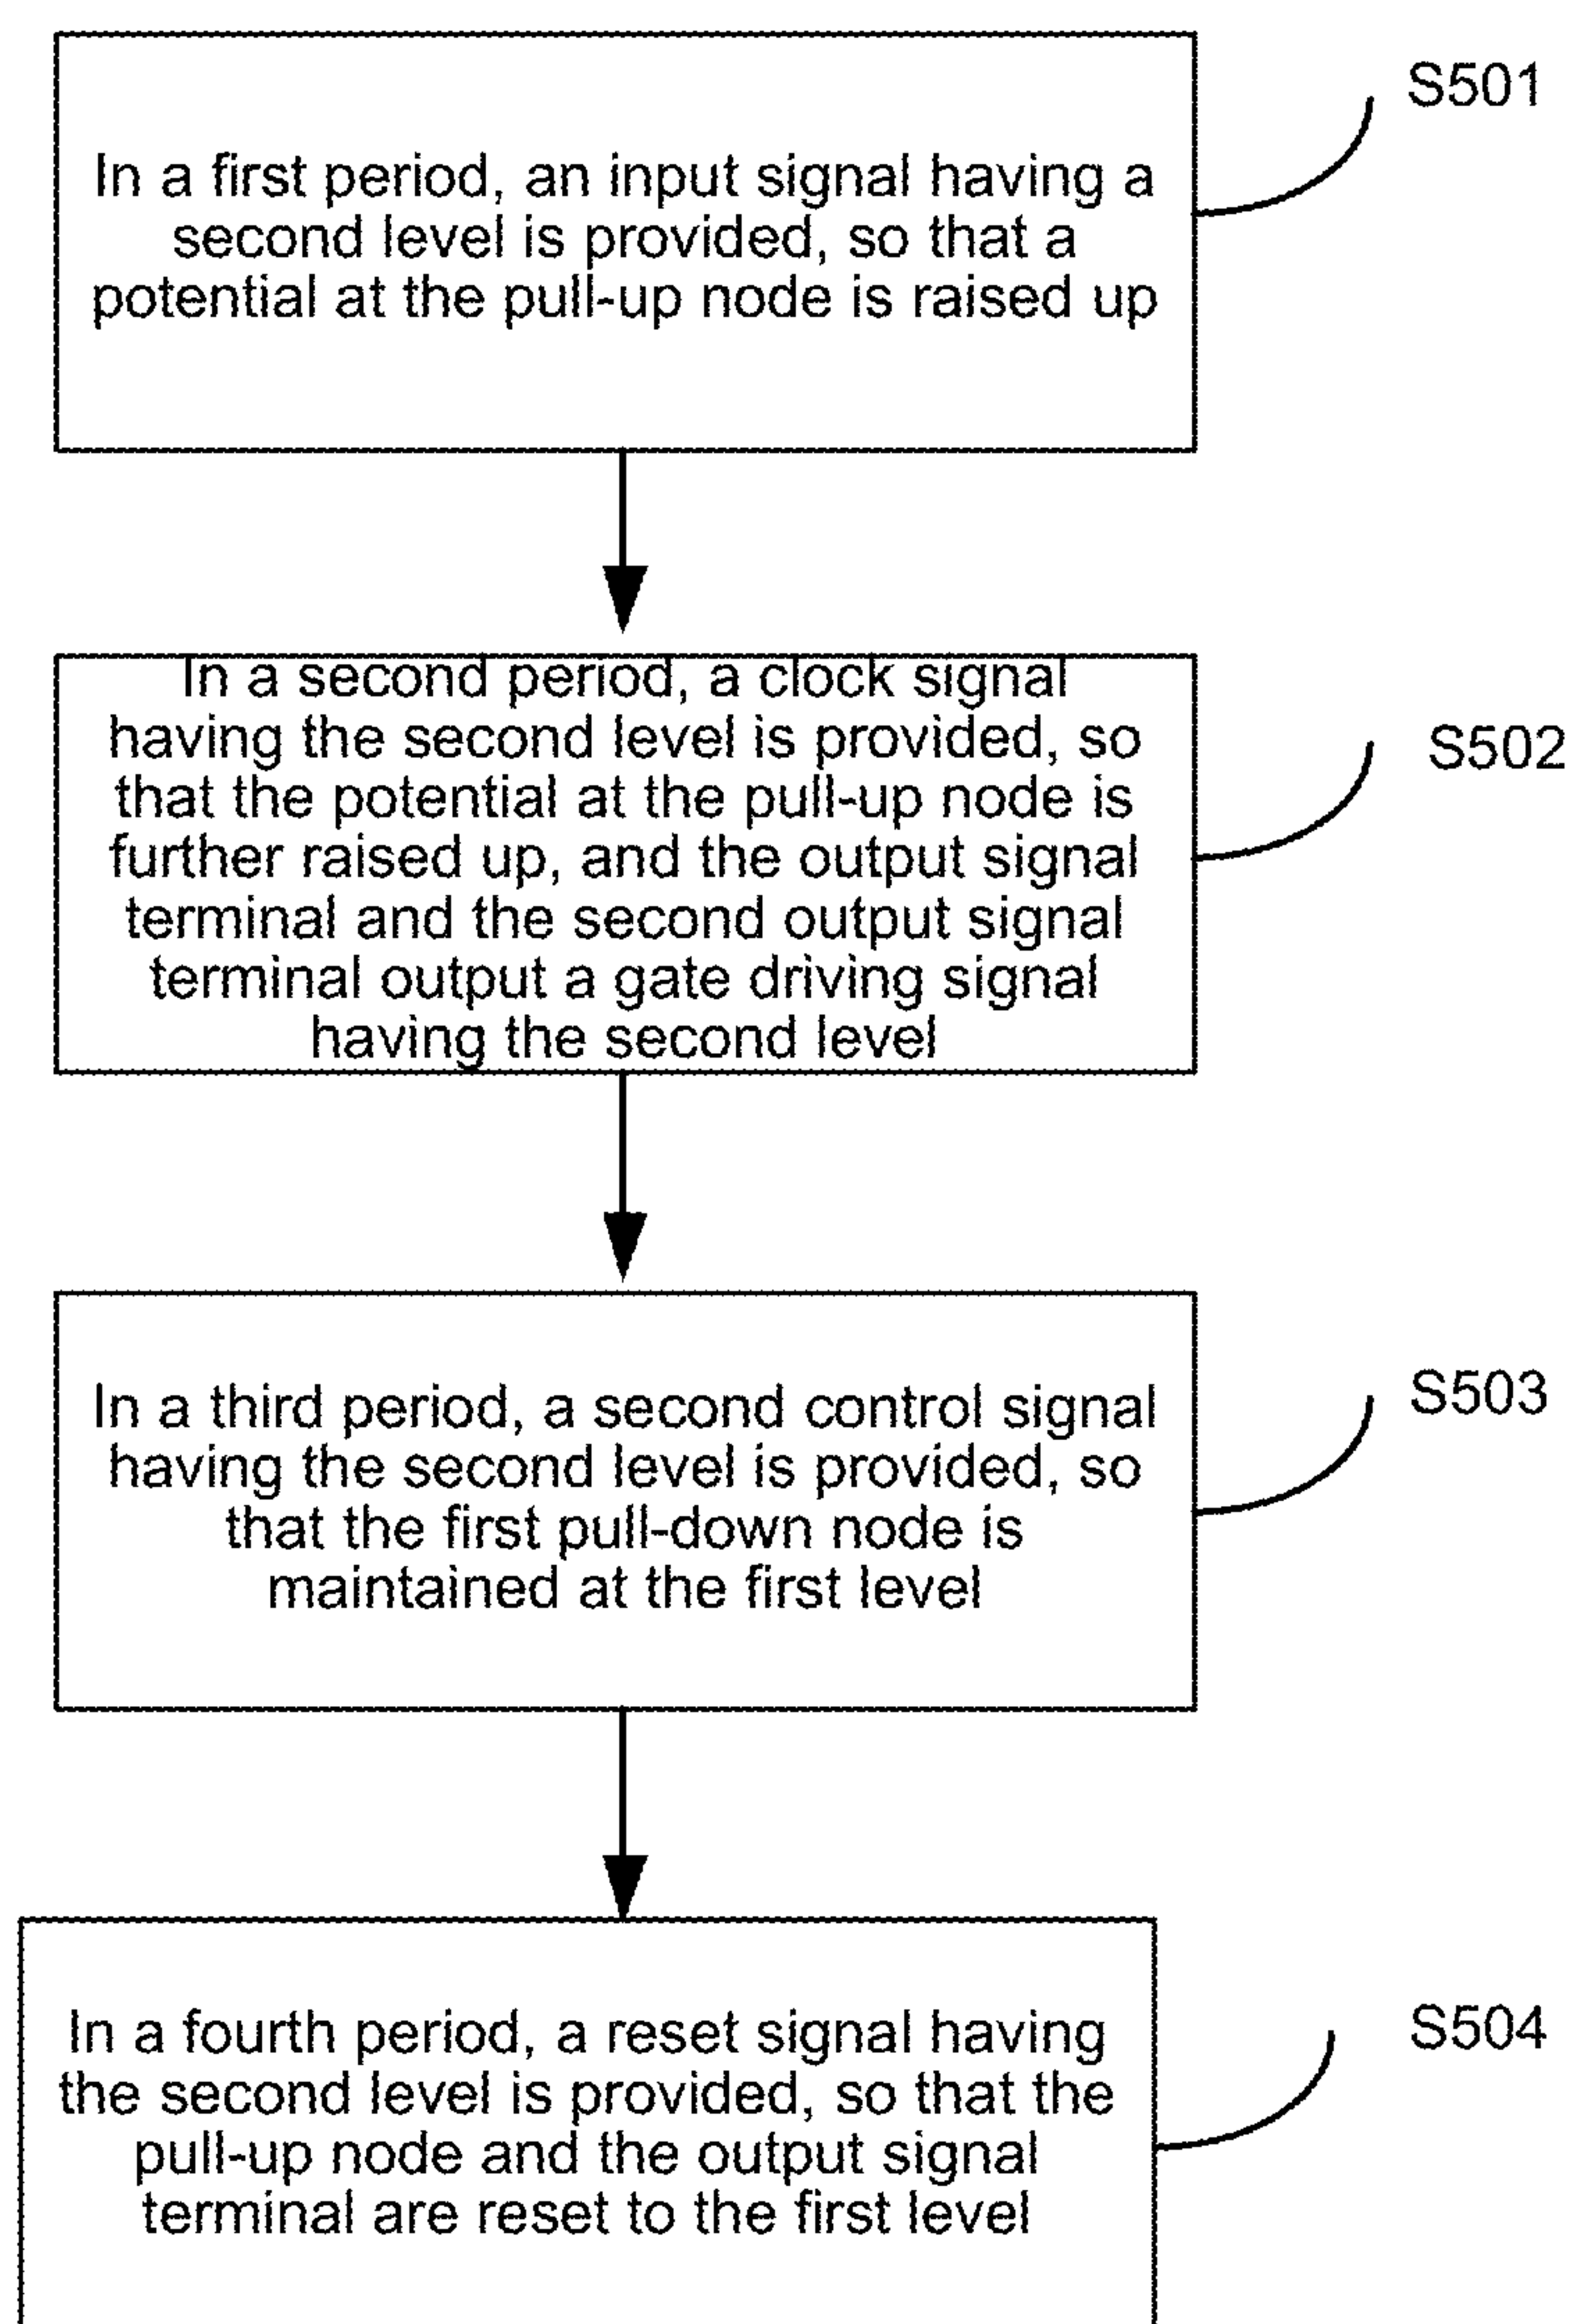 S501
In a first period, an input signal having a
second level is provided, so that a
potential at the pull-up node is raised up
In a second period, a clock signal
having the second level is provided, so
that the potential at the pull-up node is
further raised up, and the output signal
terminal and the second output signal
terminal output a gate driving signal
having the second level
S502
In a third period, a second control signal
having the second level is provided, so
that the first pull-down node is
maintained at the first level
S503
In a fourth period, a reset signal having
the second level is provided, so that the
pull-up node and the output signal
terminal are reset to the first level
S504